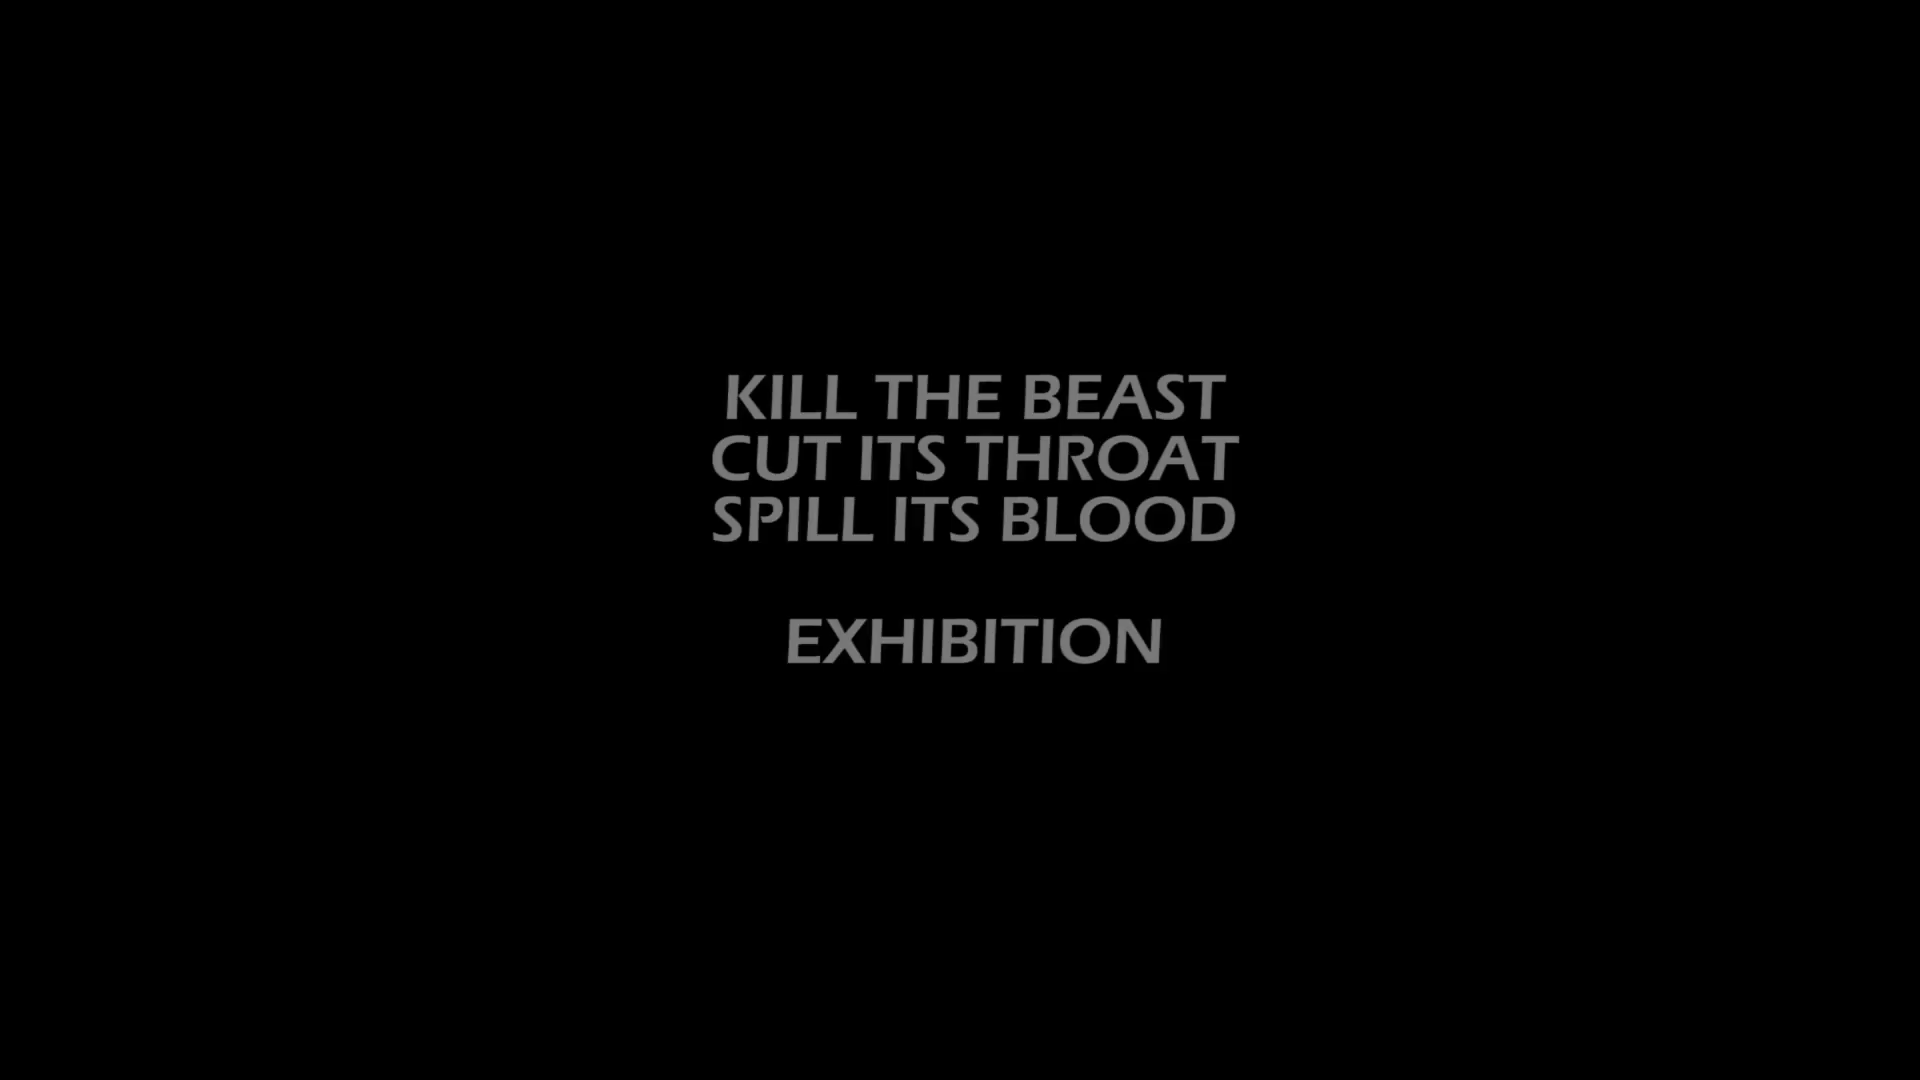 KILL THE BEAST
CUT ITS THROAT
SPILL ITS BLOOD
EXHIBITION